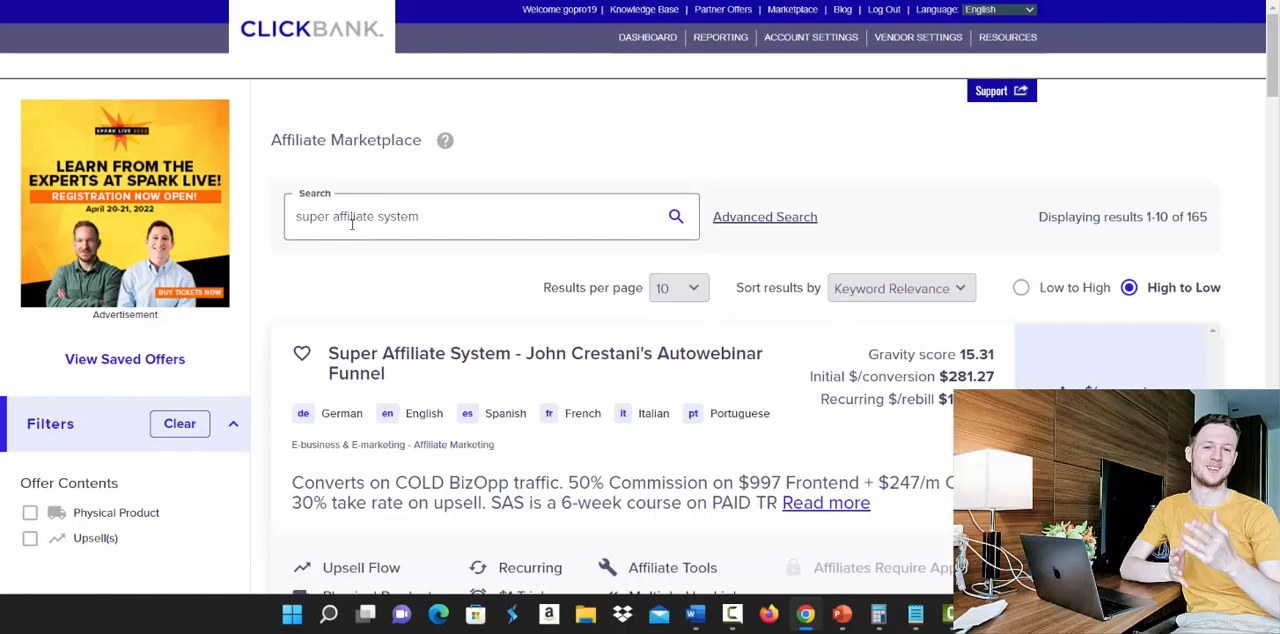 Welcome:gopro19 | Knowledge Base | Partner Offers | Marketplace | Blog | Log Out | Language: English
CLICKBANK
DASHBOARD | REPORTING | ACCOUNT SETTINGS | VENDOR SETTINGS | RESOURCES
Support
SPARK LIVE 2022
LEARN FROM THE
EXPERTS AT SPARK LIVE!
REGISTRATION NOW OPEN!
April 20-21, 2022
BUY TICKETS NOW
Advertisement
View Saved Offers
Filters Clear
Offer Contents
Physical Product
Upsell(s)
Affiliate Marketplace ?
Search
super affiliate system
Advanced Search
Displaying results 1-10 of 165
Results per page 10 Sort results by Keyword Relevance Low to High High to Low
Super Affiliate System - John Crestani's Autowebinar
Funnel
Gravity score 15.31
Initial $/conversion $281.27
Recurring $/rebill $1
de German en English es Spanish fr French it Italian pt Portuguese
E-business & E-marketing - Affiliate Marketing
Converts on COLD BizOpp traffic. 50% Commission on $997 Frontend + $247/m C
30% take rate on upsell. SAS is a 6-week course on PAID TR Read more
Upsell Flow Recurring Affiliate Tools Affiliates Require App